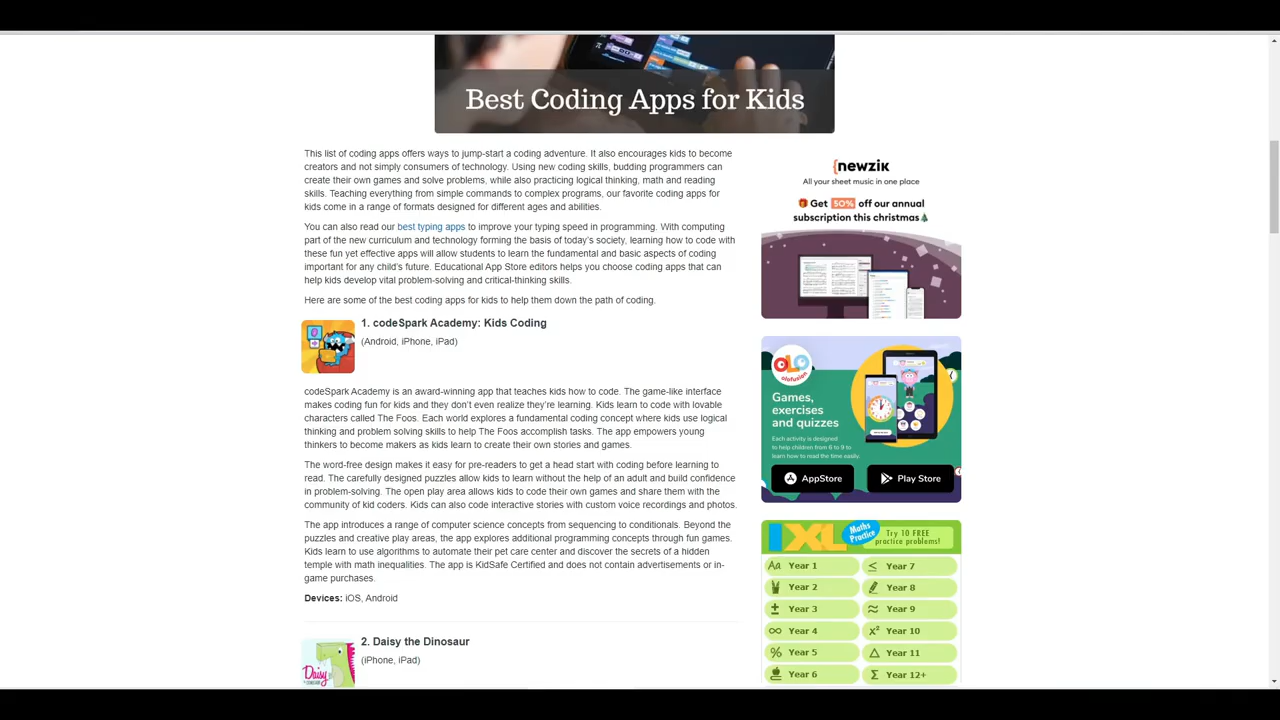 Best Coding Apps for Kids
This list of coding apps offers ways to jump-start a coding adventure. It also encourages kids to become
creators and not simply consumers of technology. Using new coding skills, budding programmers can
create their own games and solve problems, while also practicing logical thinking, math and reading
skills. Teaching everything from simple commands to complex programs, our favorite coding apps for
kids come in a range of formats designed for different ages and abilities.
You can also read our best typing apps to improve your typing speed in programming. With computing
part of the new curriculum and technology forming the basis of today's society, learning how to code with
these fun yet effective apps will allow students to learn the fundamental and basic aspects of coding
important for any child's future. Educational App Store editors helps you choose coding apps that can
help kids develop vital problem-solving and critical-thinking skills.
Here are some of the best coding apps for kids to help them down the path of coding.
1. codeSpark Academy: Kids Coding
(Android, iPhone, iPad)
codeSpark Academy is an award-winning app that teaches kids how to code. The game-like interface
makes coding fun for kids and they don't even realize they're learning. Kids learn to code with lovable
characters called The Foos. Each world explores a fundamental coding concept where kids use logical
thinking and problem solving skills to help The Foos accomplish tasks. The app empowers young
thinkers to become makers as kids learn to create their own stories and games.
The word-free design makes it easy for pre-readers to get a head start with coding before learning to
read. The carefully designed puzzles allow kids to learn without the help of an adult and build confidence
in problem-solving. The open play area allows kids to code their own games and share them with the
community of kid coders. Kids can also code interactive stories with custom voice recordings and photos.
The app introduces a range of computer science concepts from sequencing to conditionals. Beyond the
puzzles and creative play areas, the app explores additional programming concepts through fun games.
Kids learn to use algorithms to automate their pet care center and discover the secrets of a hidden
temple with math inequalities. The app is KidSafe Certified and does not contain advertisements or in-
game purchases.
Devices: iOS, Android
2. Daisy the Dinosaur
(iPhone, iPad)
Daisy
{newzik
All your sheet music in one place
🎁 Get 50% off our annual
subscription this christmas🎄
OLO
olofusion
Games,
exercises
and quizzes
Each activity is designed
to help children from 6 to 9 to
learn how to read the time easily.
AppStore
Play Store
IXL
Maths
Practice
Try 10 FREE
practice problems!
Aa Year 1
≤ Year 7
Year 2
Year 8
± Year 3
≈ Year 9
∞ Year 4
x² Year 10
% Year 5
△ Year 11
Year 6
Σ Year 12+